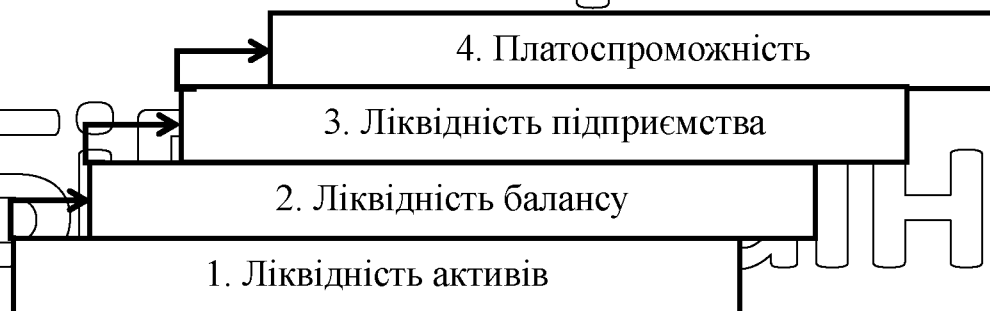 4. Платоспроможність
3. Ліквідність підприємства
2. Ліквідність балансу
1. Ліквідність активів